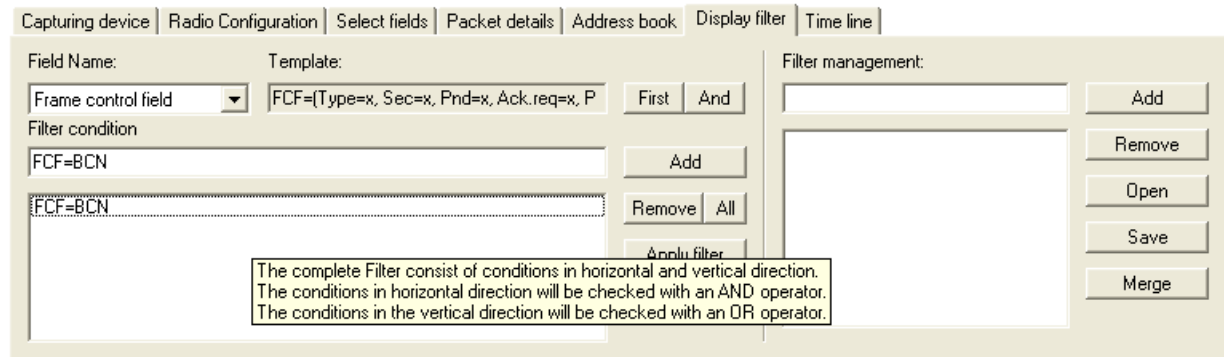 Capturing device Radio Configuration Select fields Packet details Address book Display filter Time line
Field Name: Template: Filter management:
Frame control field FCF=(Type=x, Sec=x, Pnd=x, Ack.req=x, P First And Add
Filter condition
FCF=BCN Add Remove
FCF=BCN Remove All Open
Apply filter Save
The complete Filter consist of conditions in horizontal and vertical direction.
The conditions in horizontal direction will be checked with an AND operator.
The conditions in the vertical direction will be checked with an OR operator.
Merge